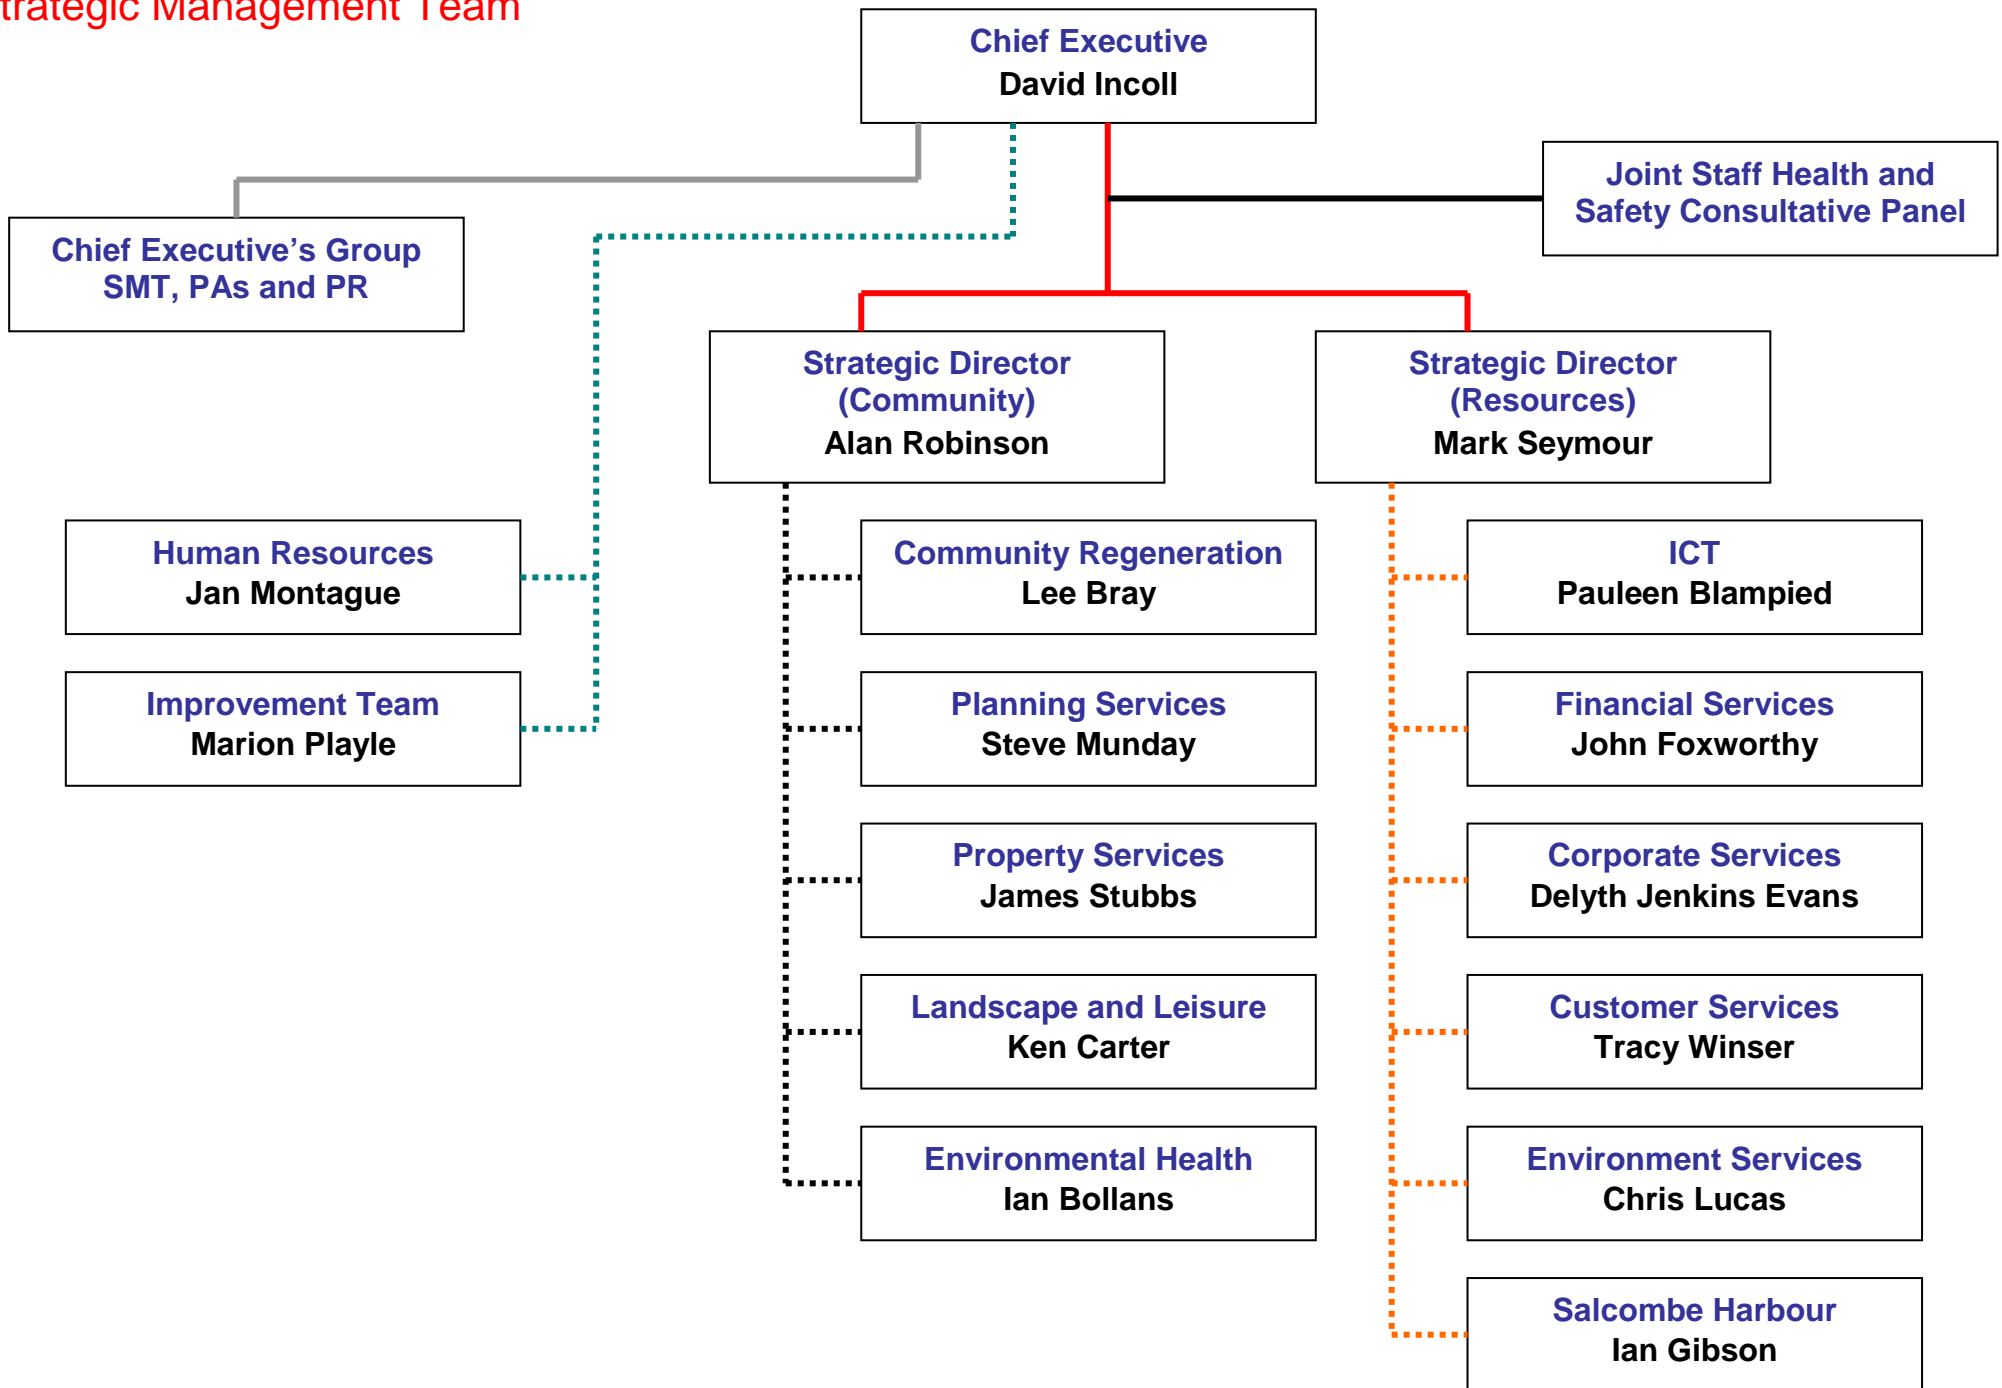 trategic Management Team
Chief Executive
David Incoll
Joint Staff Health and
Safety Consultative Panel
Chief Executive’s Group
SMT, PAs and PR
Strategic Director
(Community)
Alan Robinson
Strategic Director
(Resources)
Mark Seymour
Human Resources
Jan Montague
Community Regeneration
Lee Bray
ICT
Pauleen Blampied
Improvement Team
Marion Playle
Planning Services
Steve Munday
Financial Services
John Foxworthy
Property Services
James Stubbs
Corporate Services
Delyth Jenkins Evans
Landscape and Leisure
Ken Carter
Customer Services
Tracy Winser
Environmental Health
Ian Bollans
Environment Services
Chris Lucas
Salcombe Harbour
Ian Gibson